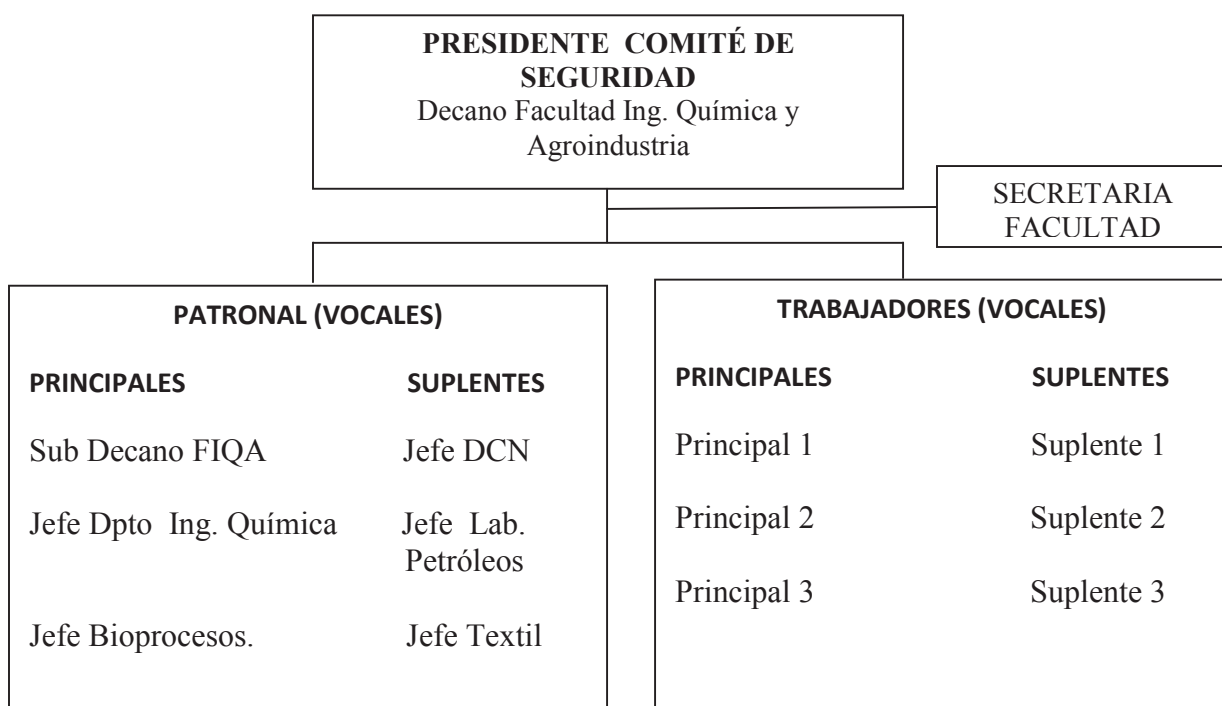 PRESIDENTE COMITÉ DE
SEGURIDAD
Decano Facultad Ing. Química y
Agroindustria
SECRETARIA
FACULTAD
PATRONAL (VOCALES)
PRINCIPALES SUPLENTES
Sub Decano FIQA Jefe DCN
Jefe Dpto Ing. Química Jefe Lab.
Petróleos
Jefe Bioprocesos. Jefe Textil
TRABAJADORES (VOCALES)
PRINCIPALES SUPLENTES
Principal 1 Suplente 1
Principal 2 Suplente 2
Principal 3 Suplente 3